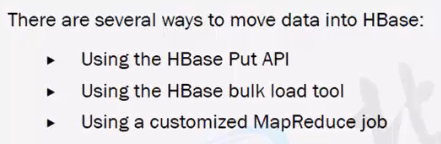 There are several ways to move data into HBase:
▸ Using the HBase Put API
▸ Using the HBase bulk load tool
▸ Using a customized MapReduce job